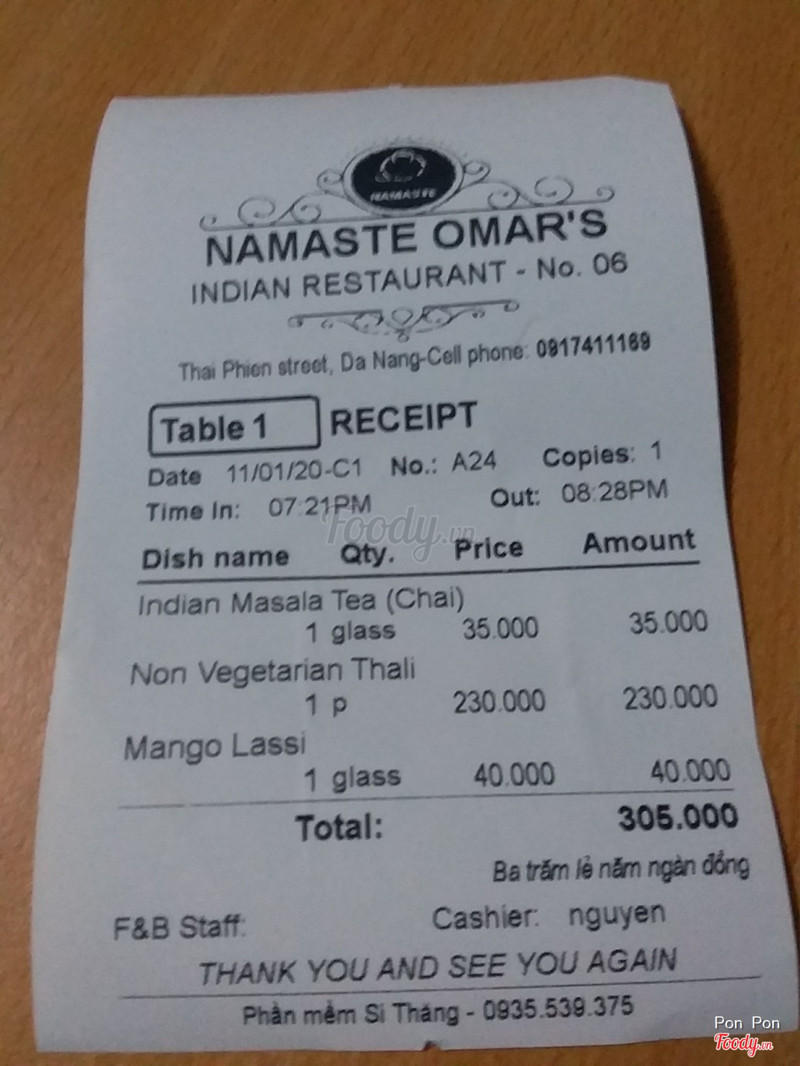 NAMASTE
NAMASTE OMAR'S
INDIAN RESTAURANT - No. 06
Thai Phien street, Da Nang-Cell phone: 0917411169
Table 1 RECEIPT
Date 11/01/20-C1 No.: A24 Copies: 1
Time In: 07:21PM Out: 08:28PM
Foody.vn
Dish name Qty. Price Amount
Indian Masala Tea (Chai)
1 glass 35.000 35.000
Non Vegetarian Thali
1 p 230.000 230.000
Mango Lassi
1 glass 40.000 40.000
Total: 305.000
Ba trăm lẻ năm ngàn đồng
F&B Staff: Cashier: nguyen
THANK YOU AND SEE YOU AGAIN
Phần mềm Si Thăng - 0935.539.375
Pon Pon
Foody.vn